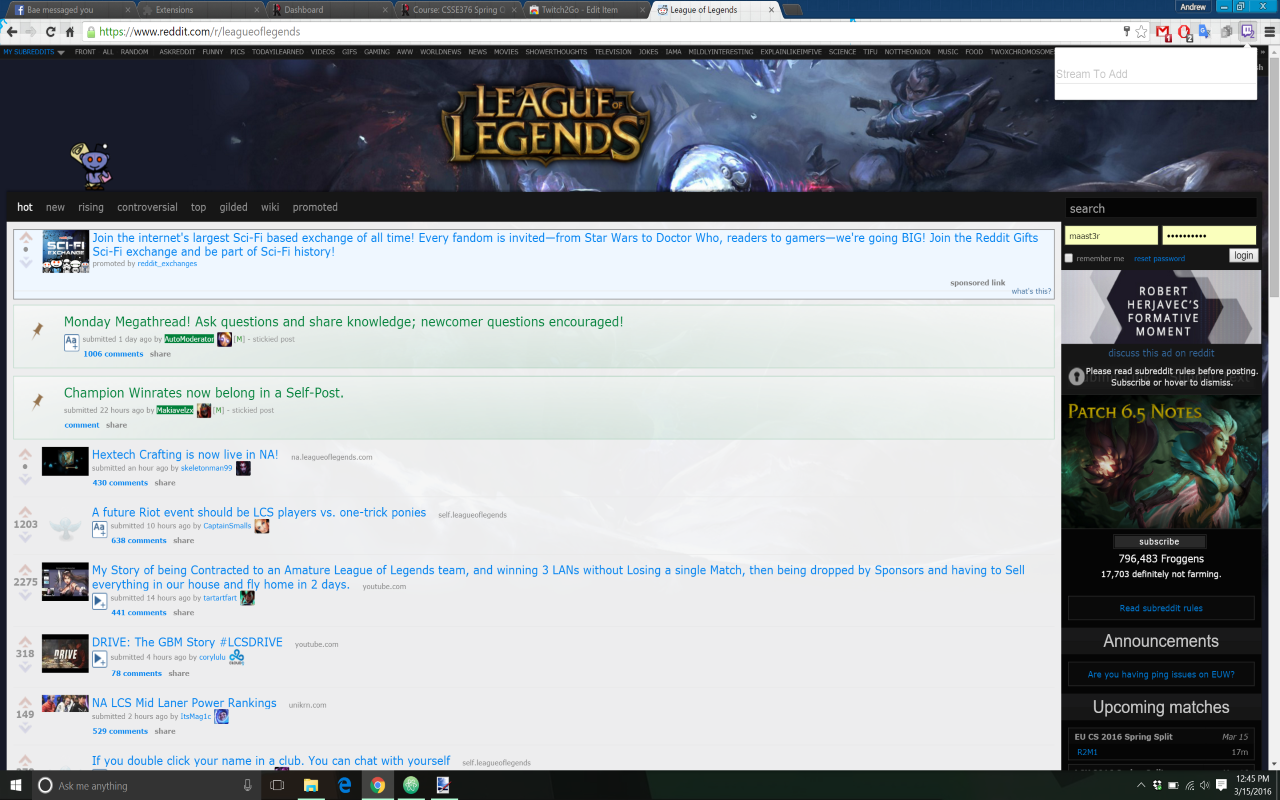 Bae messaged you
Extensions
Dashboard
Course: CSSE376 Spring
Twitch2Go - Edit Item
League of Legends
Andrew
https://www.reddit.com/r/leagueoflegends
MY SUBREDDITS FRONT ALL RANDOM ASKREDDIT FUNNY PICS TODAYILEARNED VIDEOS GIFS GAMING AWW WORLDNEWS NEWS MOVIES SHOWERTHOUGHTS TELEVISION JOKES IAMA MILDLYINTERESTING EXPLAINLIKEIMFIVE SCIENCE TIFU NOTTHEONION MUSIC FOOD TWOXCHROMOSOMES
Stream To Add
LEAGUE OF LEGENDS
hot new rising controversial top gilded wiki promoted
search
SCI-FI EXCHANGE
Join the internet's largest Sci-Fi based exchange of all time! Every fandom is invited—from Star Wars to Doctor Who, readers to gamers—we're going BIG! Join the Reddit Gifts
Sci-Fi exchange and be part of Sci-Fi history!
promoted by reddit_exchanges
sponsored link
what's this?
Monday Megathread! Ask questions and share knowledge; newcomer questions encouraged!
Aa+ submitted 1 day ago by AutoModerator [M] - stickied post
1006 comments share
Champion Winrates now belong in a Self-Post.
submitted 22 hours ago by Makiavelzx [M] - stickied post
comment share
Hextech Crafting is now live in NA! na.leagueoflegends.com
submitted an hour ago by skeletonman99
430 comments share
A future Riot event should be LCS players vs. one-trick ponies self.leagueoflegends
1203
Aa+ submitted 10 hours ago by CaptainSmalls
638 comments share
My Story of being Contracted to an Amature League of Legends team, and winning 3 LANs without Losing a single Match, then being dropped by Sponsors and having to Sell
2275
everything in our house and fly home in 2 days. youtube.com
submitted 14 hours ago by tartartfart
441 comments share
DRIVE: The GBM Story #LCSDRIVE youtube.com
318
DRIVE
submitted 4 hours ago by corylulu
78 comments share
NA LCS Mid Laner Power Rankings unikrn.com
149
submitted 2 hours ago by ItsMag1c
529 comments share
If you double click your name in a club. You can chat with yourself self.leagueoflegends
maast3r ••••••••••
remember me reset password login
ROBERT
HERJAVEC'S
FORMATIVE
MOMENT
discuss this ad on reddit
Please read subreddit rules before posting.
Subscribe or hover to dismiss.
PATCH 6.5 NOTES
subscribe
796,483 Froggens
17,703 definitely not farming.
Read subreddit rules
Announcements
Are you having ping issues on EUW?
Upcoming matches
EU CS 2016 Spring Split Mar 15
R2M1 17m
Ask me anything
12:45 PM
3/15/2016